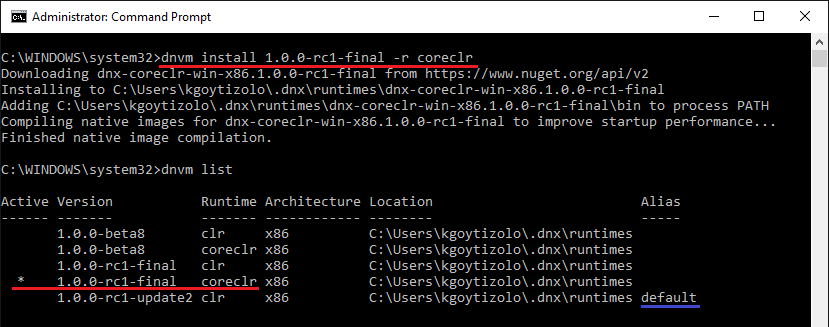 Administrator: Command Prompt
C:\WINDOWS\system32>dnvm install 1.0.0-rc1-final -r coreclr
Downloading dnx-coreclr-win-x86.1.0.0-rc1-final from https://www.nuget.org/api/v2
Installing to C:\Users\kgoytizolo\.dnx\runtimes\dnx-coreclr-win-x86.1.0.0-rc1-final
Adding C:\Users\kgoytizolo\.dnx\runtimes\dnx-coreclr-win-x86.1.0.0-rc1-final\bin to process PATH
Compiling native images for dnx-coreclr-win-x86.1.0.0-rc1-final to improve startup performance...
Finished native image compilation.
C:\WINDOWS\system32>dnvm list
Active Version Runtime Architecture Location Alias
------ ------- ------- ------------ -------- -----
1.0.0-beta8 clr x86 C:\Users\kgoytizolo\.dnx\runtimes
1.0.0-beta8 coreclr x86 C:\Users\kgoytizolo\.dnx\runtimes
1.0.0-rc1-final clr x86 C:\Users\kgoytizolo\.dnx\runtimes
* 1.0.0-rc1-final coreclr x86 C:\Users\kgoytizolo\.dnx\runtimes
1.0.0-rc1-update2 clr x86 C:\Users\kgoytizolo\.dnx\runtimes default